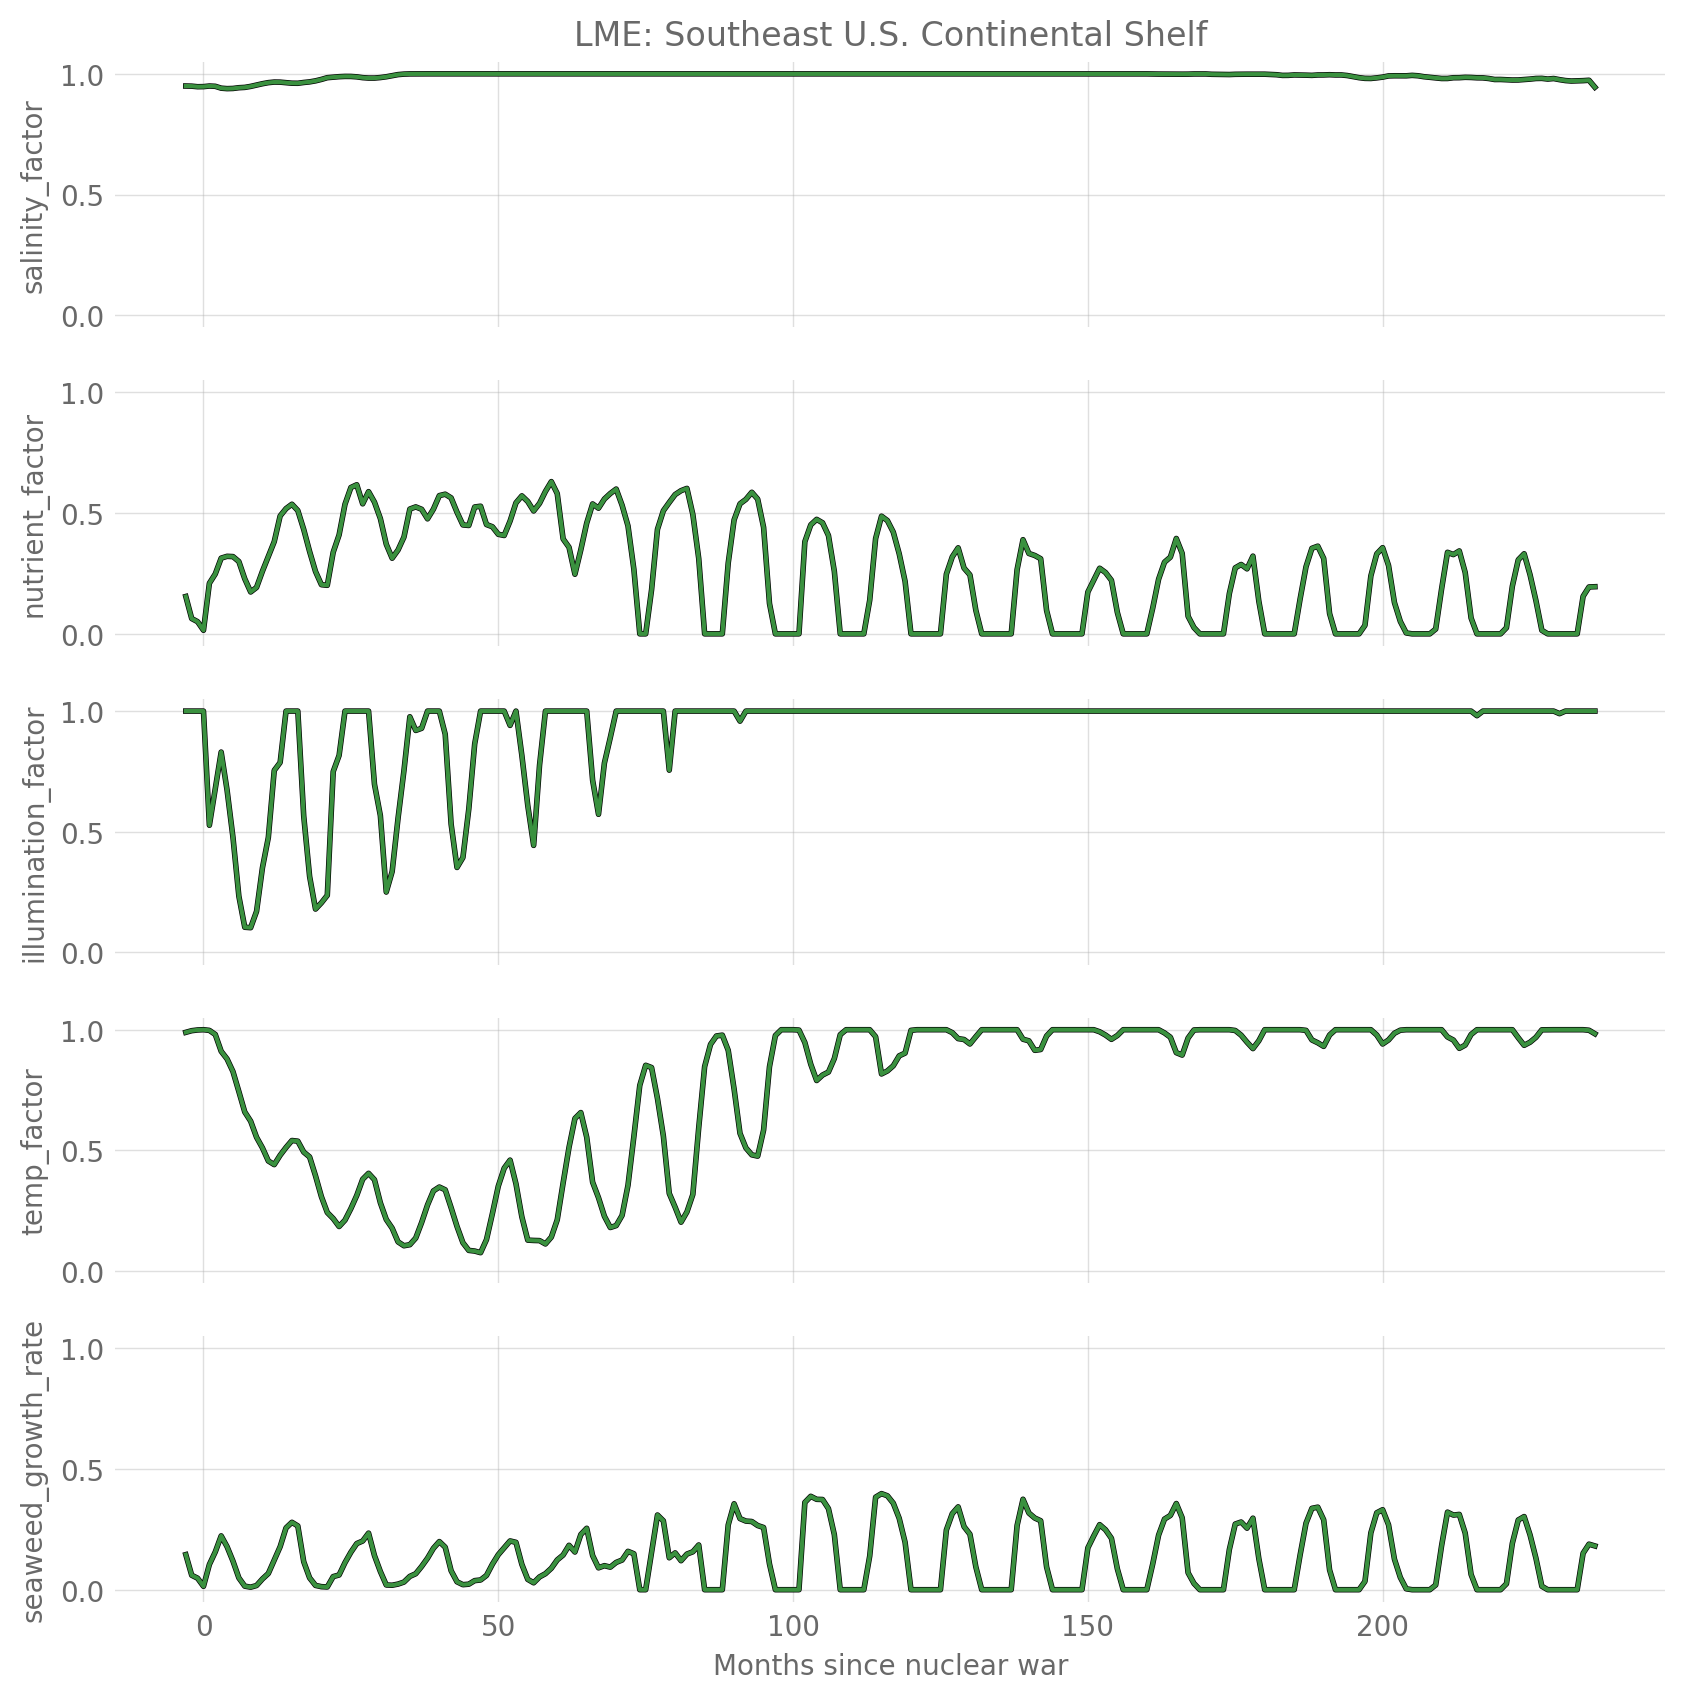 LME: Southeast U.S. Continental Shelf
1.0
0.5
0.0
salinity_factor
1.0
0.5
0.0
nutrient_factor
1.0
0.5
0.0
illumination_factor
1.0
0.5
0.0
temp_factor
1.0
0.5
0.0
seaweed_growth_rate
0 50 100 150 200
Months since nuclear war